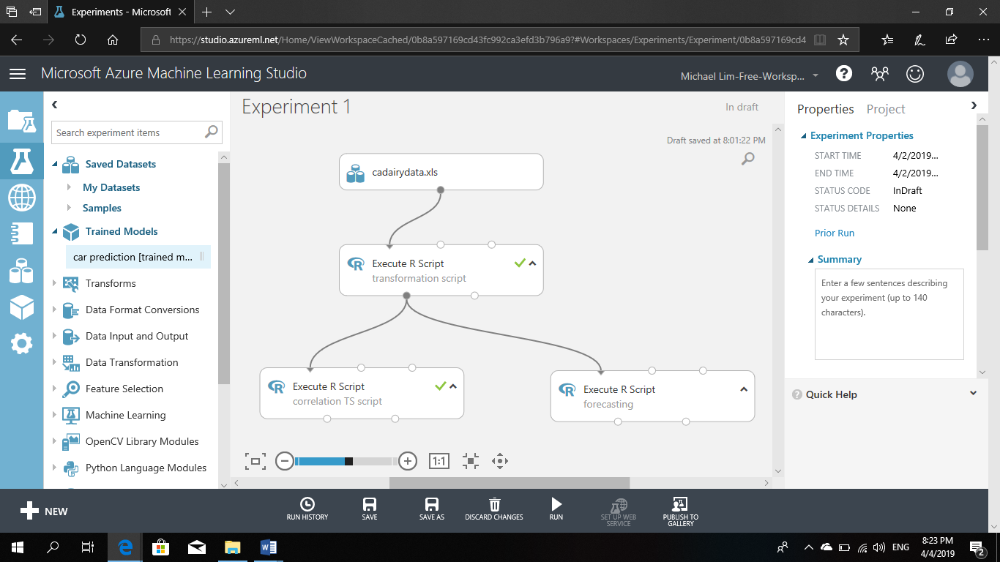 Experiments - Microsoft
https://studio.azureml.net/Home/ViewWorkspaceCached/0b8a597169cd43fc992ca3efd3b796a9?#Workspaces/Experiments/Experiment/0b8a597169cd4
Microsoft Azure Machine Learning Studio
Michael Lim-Free-Worksp...
?
Search experiment items
Saved Datasets
My Datasets
Samples
Trained Models
car prediction [trained m...
Transforms
Data Format Conversions
Data Input and Output
Data Transformation
Feature Selection
Machine Learning
OpenCV Library Modules
Python Language Modules
Experiment 1
In draft
Draft saved at 8:01:22 PM
cadairydata.xls
R
Execute R Script
transformation script
R
Execute R Script
correlation TS script
R
Execute R Script
forecasting
1:1
Properties
Project
Experiment Properties
START TIME 4/2/2019...
END TIME 4/2/2019...
STATUS CODE InDraft
STATUS DETAILS None
Prior Run
Summary
Enter a few sentences describing
your experiment (up to 140
characters).
? Quick Help
NEW
RUN HISTORY
SAVE
SAVE AS
DISCARD CHANGES
RUN
SET UP WEB
SERVICE
PUBLISH TO
GALLERY
ENG
8:23 PM
4/4/2019
2